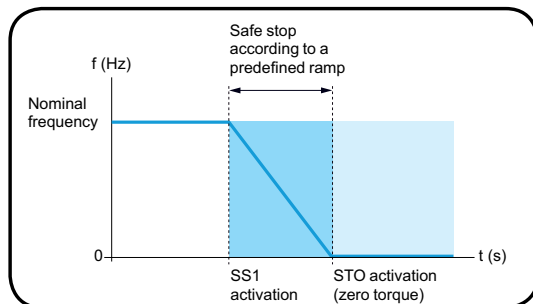 Safe stop
according to a
predefined ramp
f (Hz)
Nominal
frequency
0
t (s)
SS1
activation
STO activation
(zero torque)